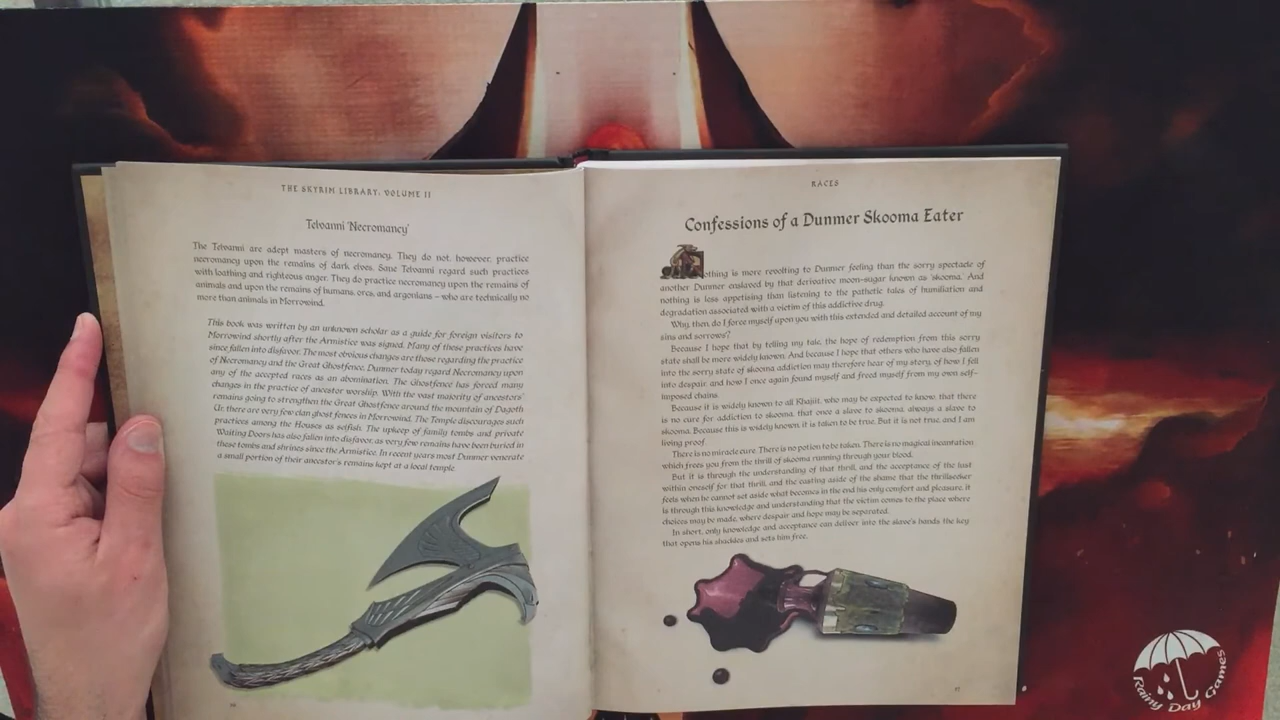 THE SKYRIM LIBRARY, VOLUME II
Telvanni 'Necromancy'
The Telvanni are adept masters of necromancy. They do not, however, practice
necromancy upon the remains of dark elves. Sane Telvanni regard such practices
with loathing and righteous anger. They do practice necromancy upon the remains of
animals and upon the remains of humans, orcs, and argonians – who are technically no
more than animals in Morrowind.
This book was written by an unknown scholar as a guide for foreign visitors to
Morrowind shortly after the Armistice was signed. Many of these practices have
since fallen into disfavor. The most obvious changes are those regarding the practice
of Necromancy and the Great Ghostfence. Dunmer today regard Necromancy upon
any of the accepted races as an abomination. The Ghostfence has forced many
changes in the practice of ancestor worship. With the vast majority of ancestors'
remains going to strengthen the Great Ghostfence around the mountain of Dagoth
Ur, there are very few clan ghost fences in Morrowind. The Temple discourages such
practices among the Houses as selfish. The upkeep of family tombs and private
Waiting Doors has also fallen into disfavor, as very few remains have been buried in
these tombs and shrines since the Armistice. In recent years most Dunmer venerate
a small portion of their ancestor's remains kept at a local temple
RACES
Confessions of a Dunmer Skooma Eater
Nothing is more revolting to Dunmer feeling than the sorry spectacle of
another Dunmer enslaved by that derivative moon-sugar known as 'skooma.' And
nothing is less appetising than listening to the pathetic tales of humiliation and
degradation associated with a victim of this addictive drug.
Why, then, do I force myself upon you with this extended and detailed account of my
sins and sorrows?
Because I hope that by telling my tale, the hope of redemption from this sorry
state shall be more widely known. And because I hope that others who have also fallen
into the sorry state of skooma addiction may therefore hear of my story, of how I fell
into despair, and how I once again found myself and freed myself from my own self-
imposed chains.
Because it is widely known to all Khajiit, who may be expected to know, that there
is no cure for addiction to skooma, that once a slave to skooma, always a slave to
skooma. Because this is widely known, it is taken to be true. But it is not true, and I am
living proof.
There is no miracle cure. There is no potion to be taken. There is no magical incantation
which frees you from the thrill of skooma running through your blood.
But it is through the understanding of that thrill, and the acceptance of the lust
within oneself for that thrill, and the casting aside of the shame that the thrillseeker
feels when he cannot set aside what becomes in the end his only comfort and pleasure, it
is through this knowledge and understanding that the victim comes to the place where
choices may be made, where despair and hope may be separated.
In short, only knowledge and acceptance can deliver into the slave's hands the key
that opens his shackles and sets him free.
Rainy Day Games